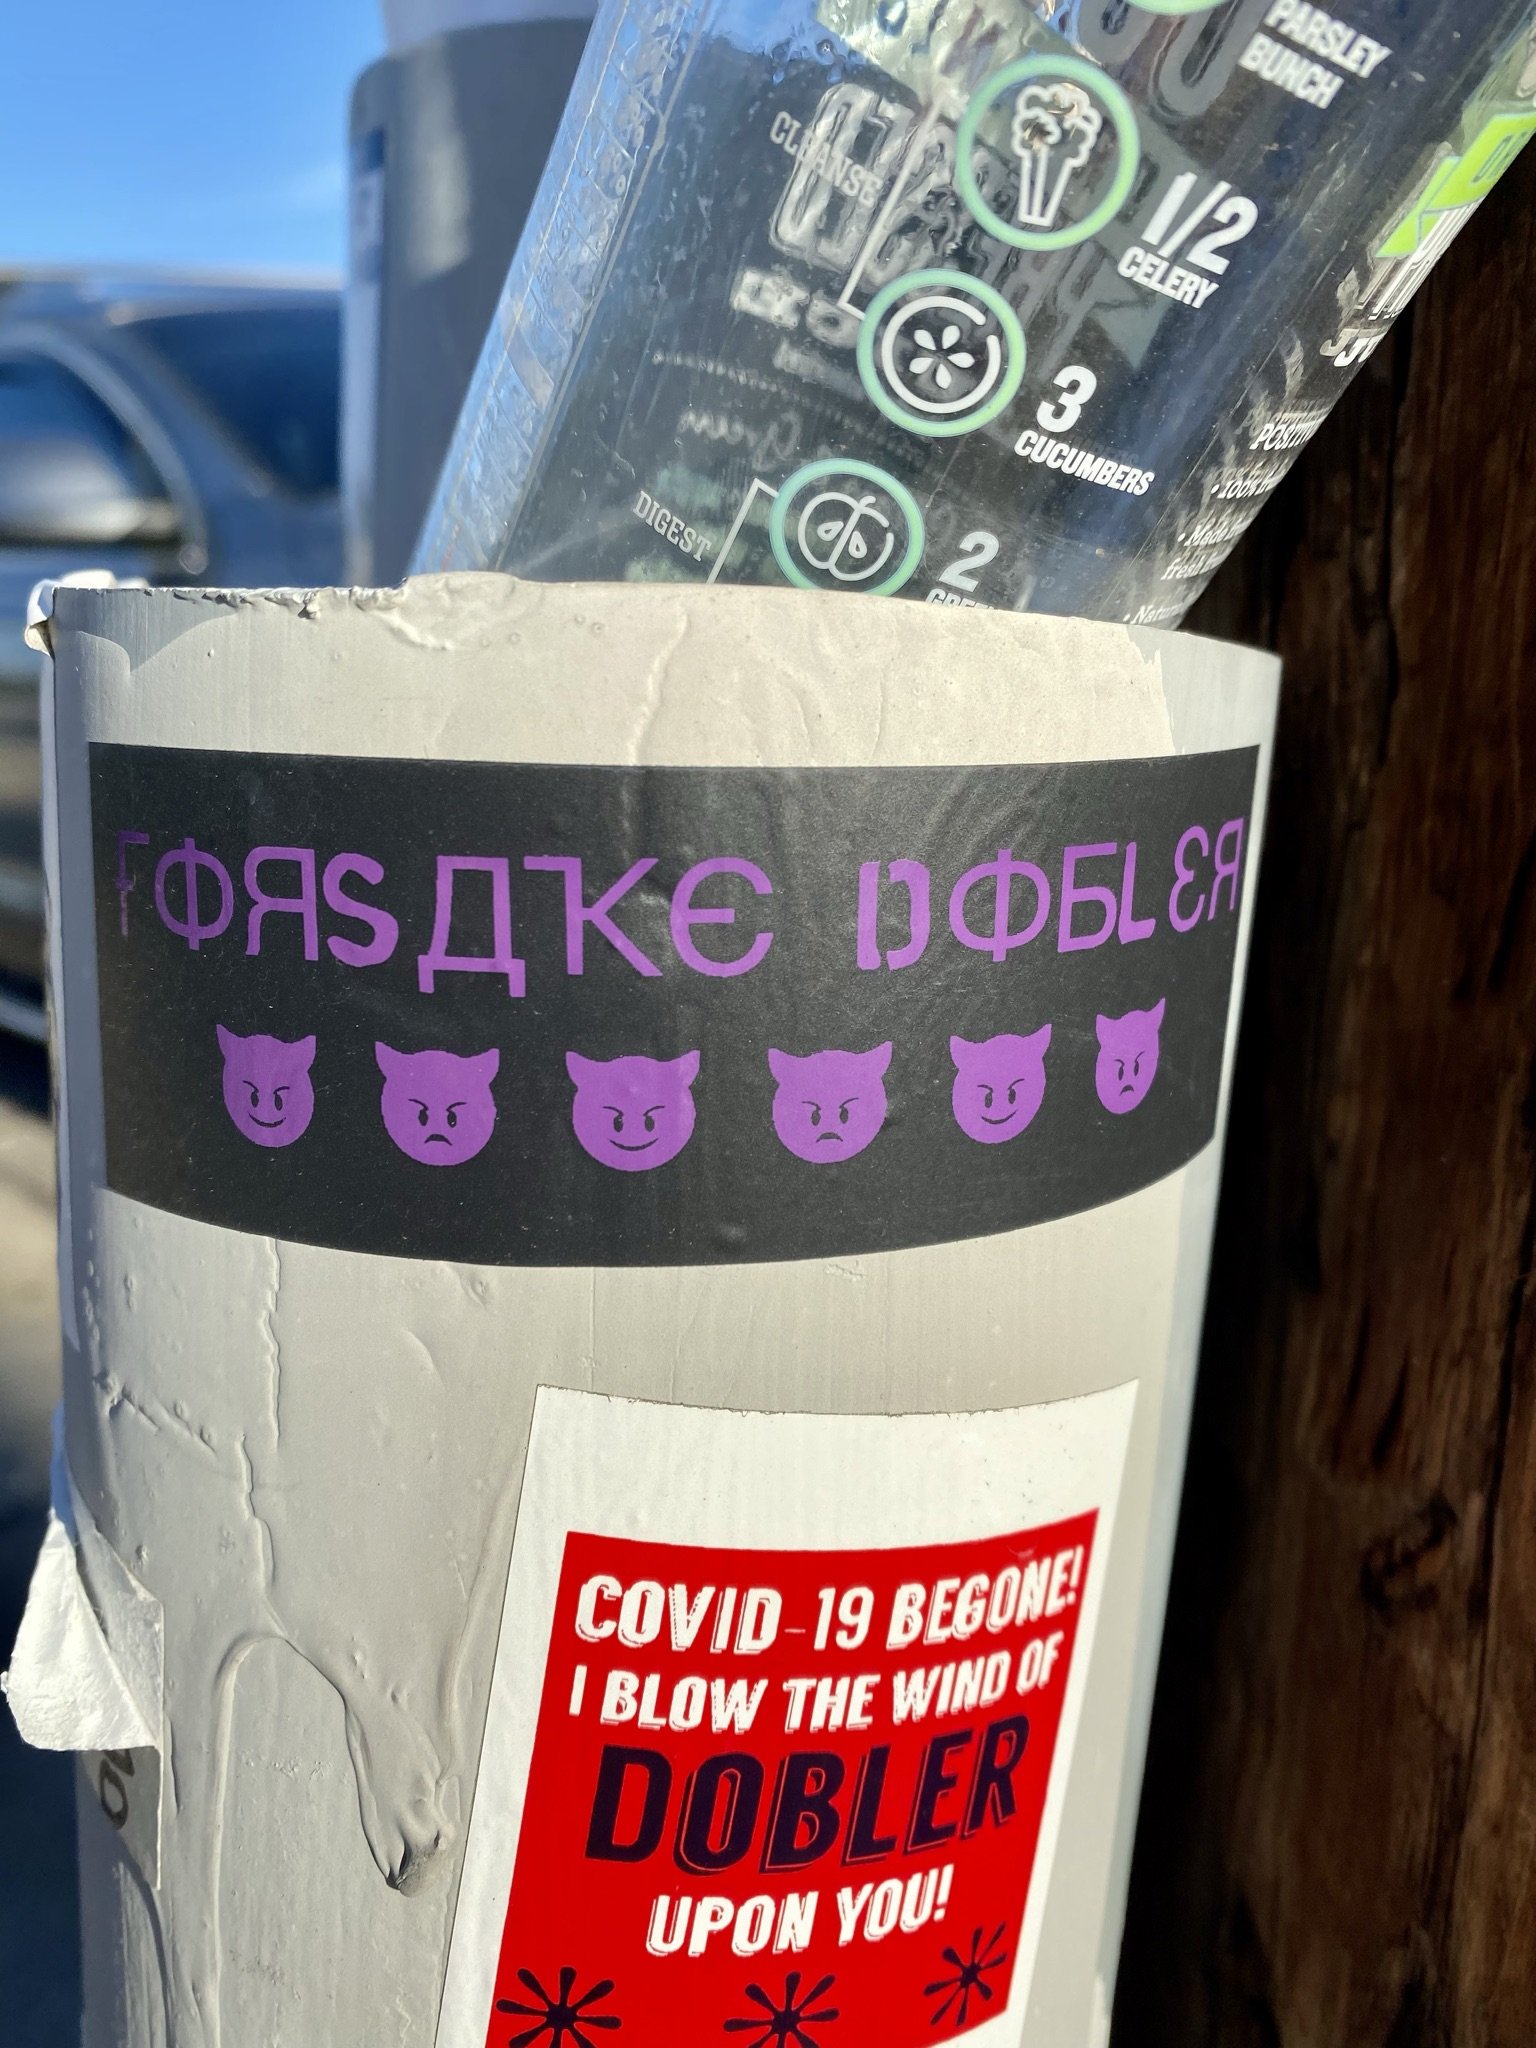 PARSLEY
BUNCH
CLEANSE
1/2
CELERY
3
CUCUMBERS
DIGEST
2
ГФЯSДKЄ DФБLЄЯ
COVID-19 BEGONE!
I BLOW THE WIND OF
DOBLER
UPON YOU!